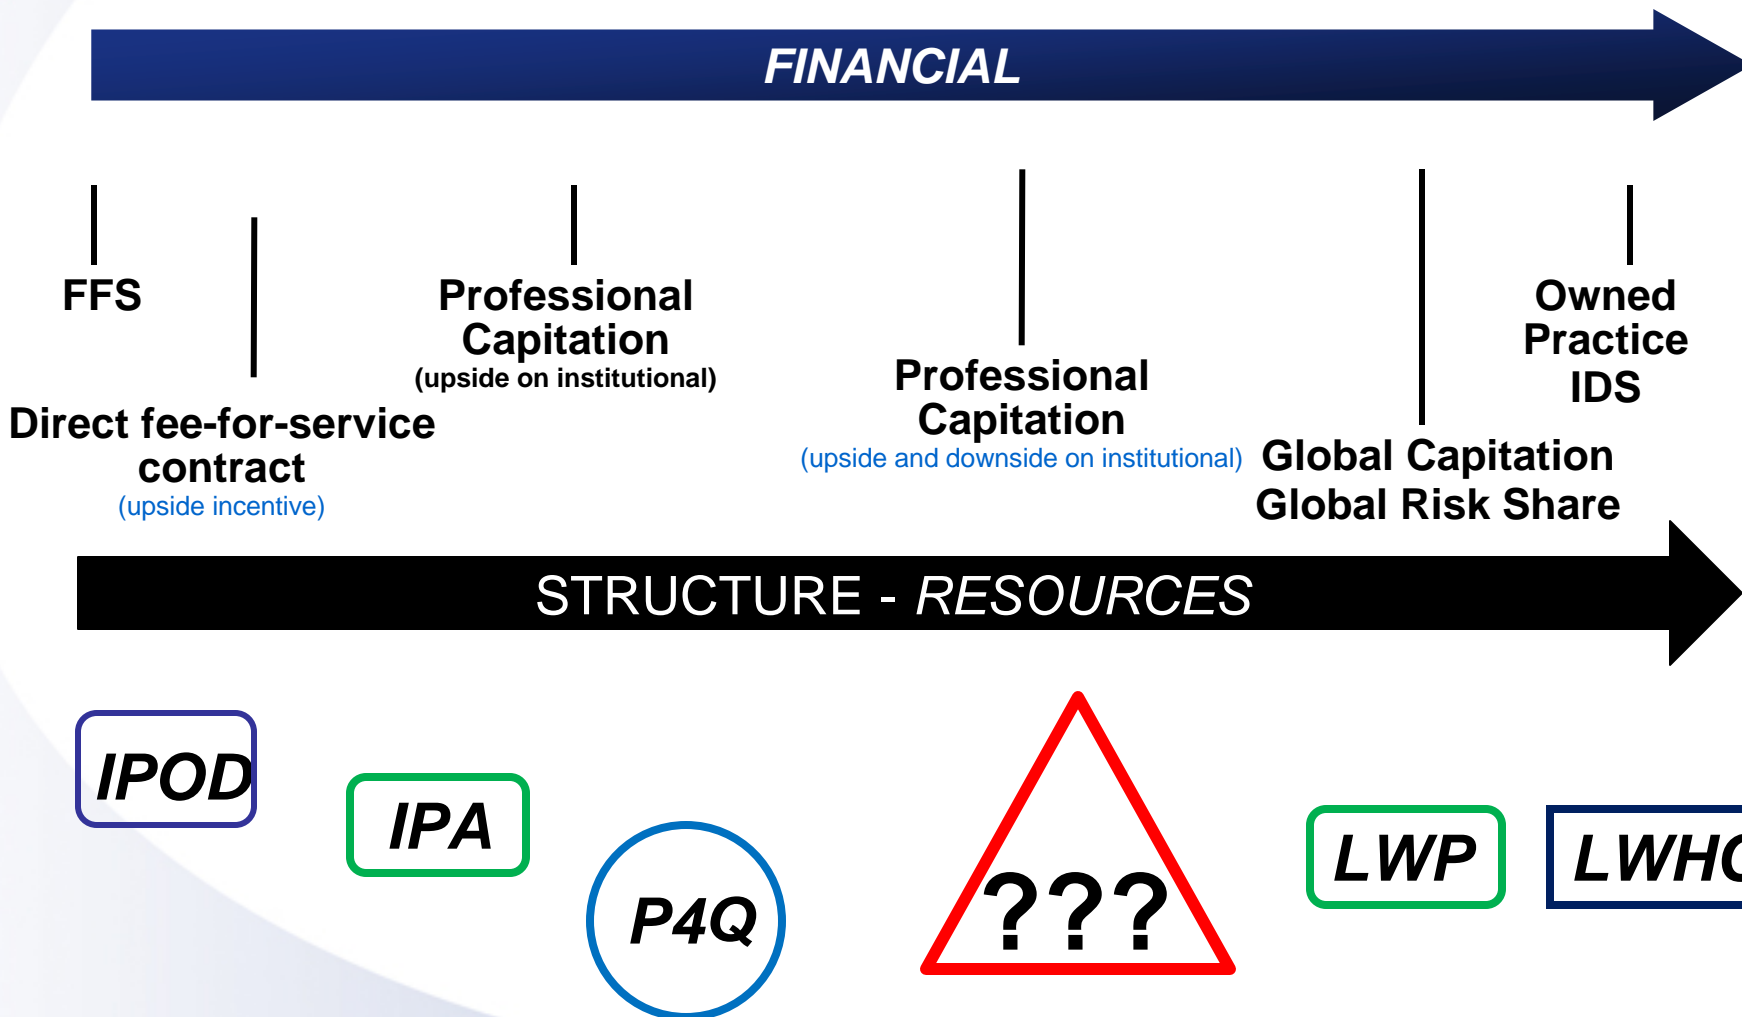 FINANCIAL
FFS
Direct fee-for-service
contract
(upside incentive)
Professional
Capitation
(upside on institutional)
Professional
Capitation
(upside and downside on institutional)
Global Capitation
Global Risk Share
Owned
Practice
IDS
STRUCTURE - RESOURCES
IPOD
IPA
P4Q
???
LWP
LWHC